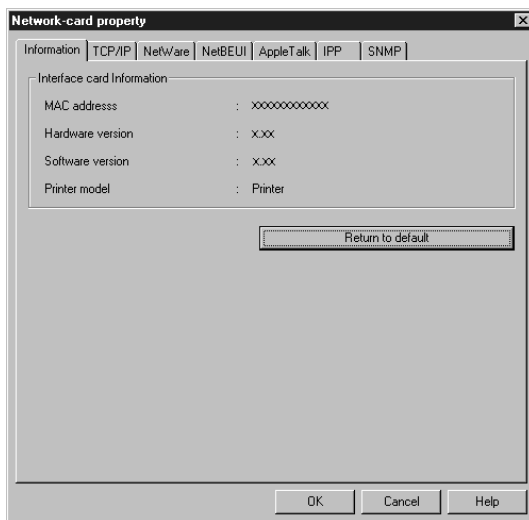 Network-card property
Information TCP/IP NetWare NetBEUI AppleTalk IPP SNMP
Interface card Information
MAC addresss : XXXXXXXXXXXX
Hardware version : X.XX
Software version : X.XX
Printer model : Printer
Return to default
OK Cancel Help